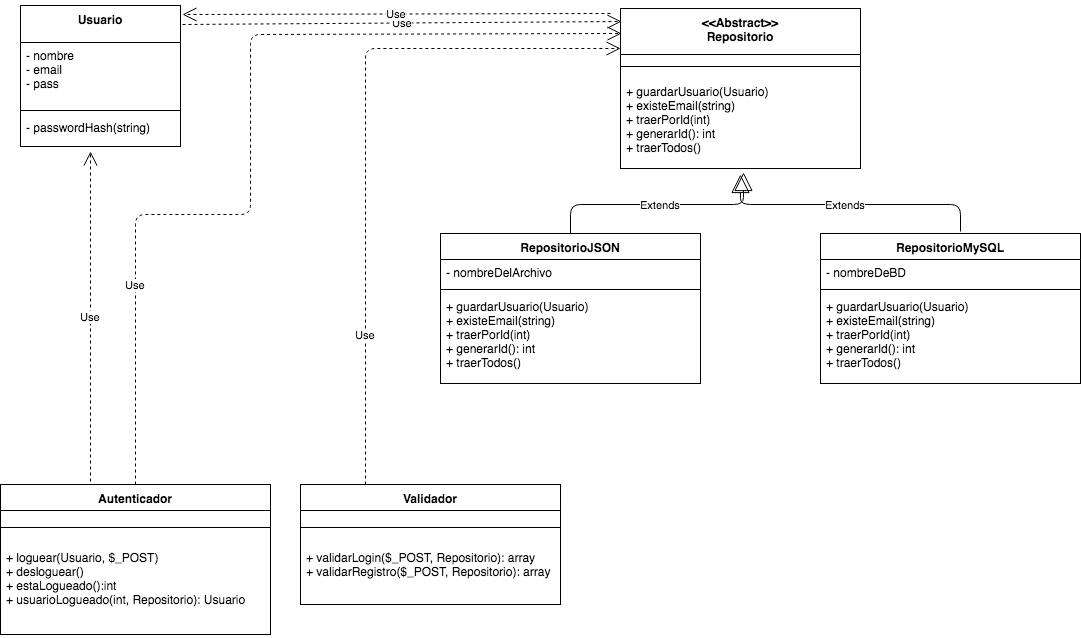 Usuario
- nombre
- email
- pass
- passwordHash(string)
Use
Use
<<Abstract>>
Repositorio
+ guardarUsuario(Usuario)
+ existeEmail(string)
+ traerPorId(int)
+ generarId(): int
+ traerTodos()
Extends
Extends
RepositorioJSON
- nombreDelArchivo
+ guardarUsuario(Usuario)
+ existeEmail(string)
+ traerPorId(int)
+ generarId(): int
+ traerTodos()
RepositorioMySQL
- nombreDeBD
+ guardarUsuario(Usuario)
+ existeEmail(string)
+ traerPorId(int)
+ generarId(): int
+ traerTodos()
Use
Use
Use
Autenticador
+ loguear(Usuario, $_POST)
+ desloguear()
+ estaLogueado():int
+ usuarioLogueado(int, Repositorio): Usuario
Validador
+ validarLogin($_POST, Repositorio): array
+ validarRegistro($_POST, Repositorio): array